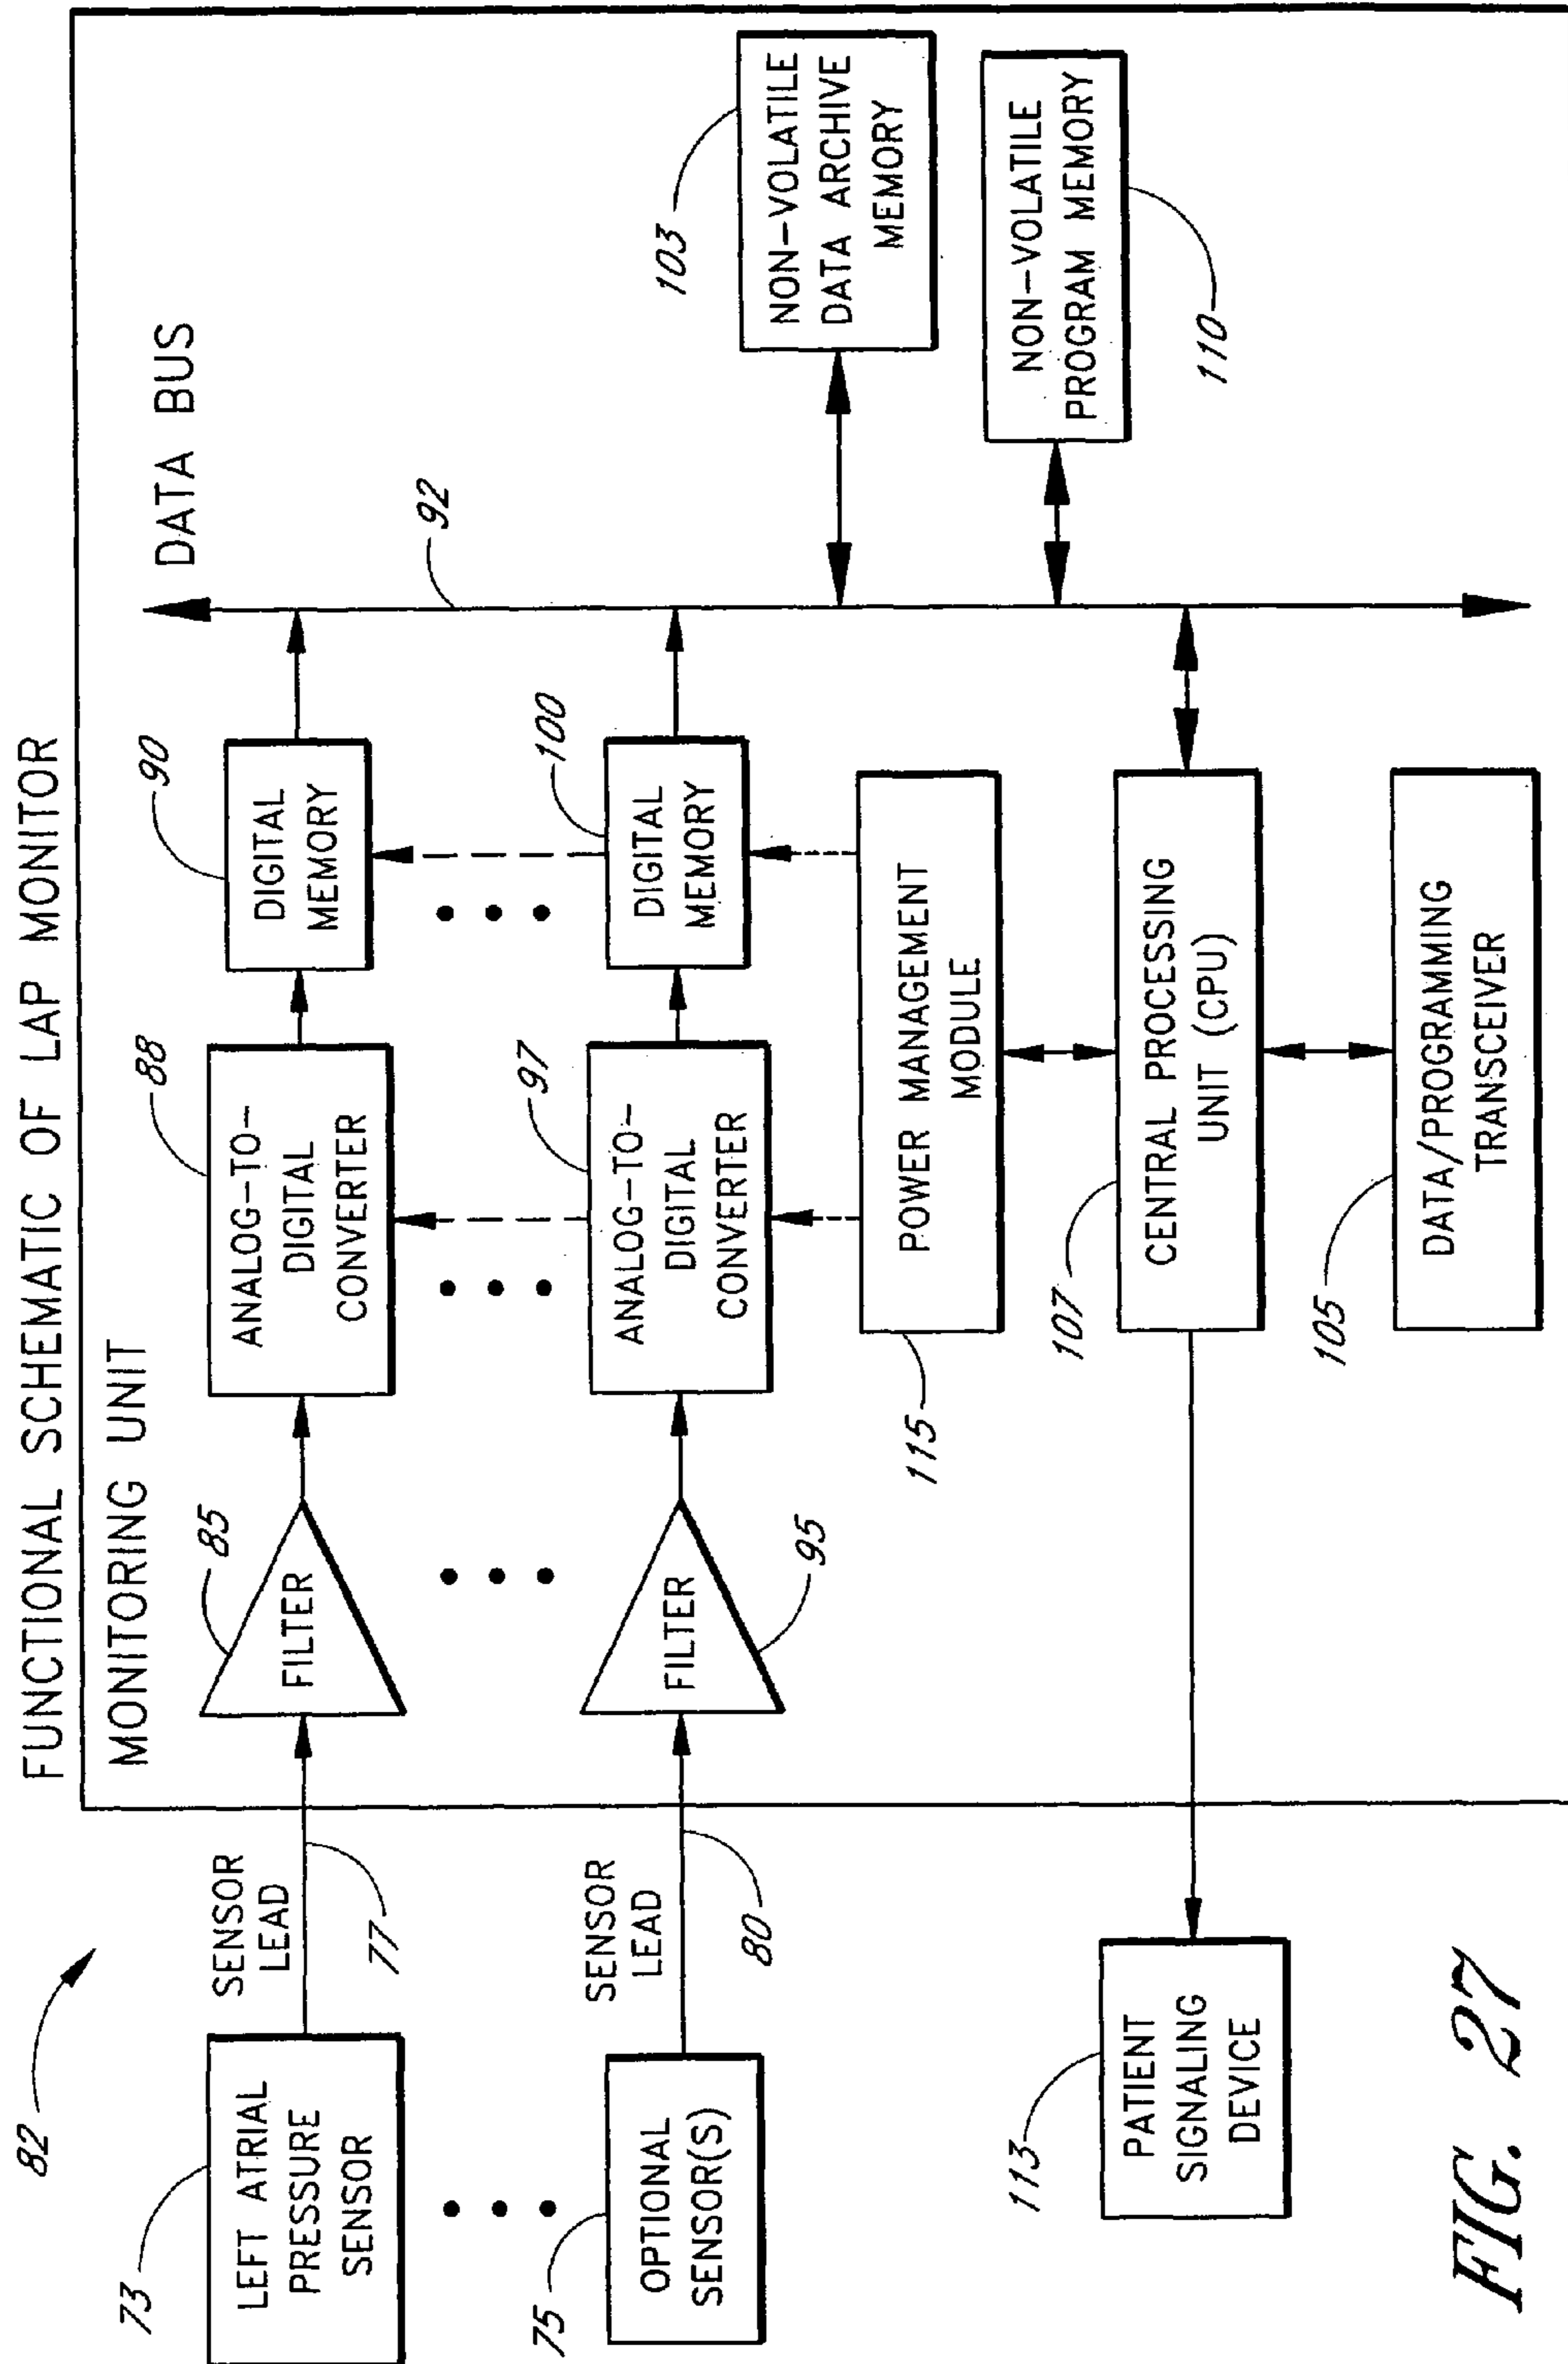 FUNCTIONAL SCHEMATIC OF LAP MONITOR
82
MONITORING UNIT
DATA BUS
73
LEFT ATRIAL
PRESSURE
SENSOR
SENSOR
LEAD
77
85
FILTER
88
ANALOG-TO-
DIGITAL
CONVERTER
90
DIGITAL
MEMORY
92
75
OPTIONAL
SENSOR(S)
SENSOR
LEAD
80
FILTER
95
97
ANALOG-TO-
DIGITAL
CONVERTER
100
DIGITAL
MEMORY
103
NON-VOLATILE
DATA ARCHIVE
MEMORY
NON-VOLATILE
PROGRAM MEMORY
110
115
POWER MANAGEMENT
MODULE
107
CENTRAL PROCESSING
UNIT (CPU)
113
PATIENT
SIGNALING
DEVICE
105
DATA/PROGRAMMING
TRANSCEIVER
FIG. 27